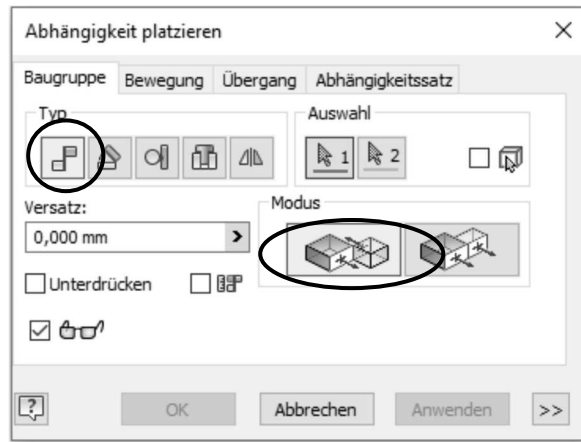 Abhängigkeit platzieren
Baugruppe Bewegung Übergang Abhängigkeitssatz
Typ Auswahl
1 2
Versatz: Modus
0,000 mm >
Unterdrücken
? OK Abbrechen Anwenden >>